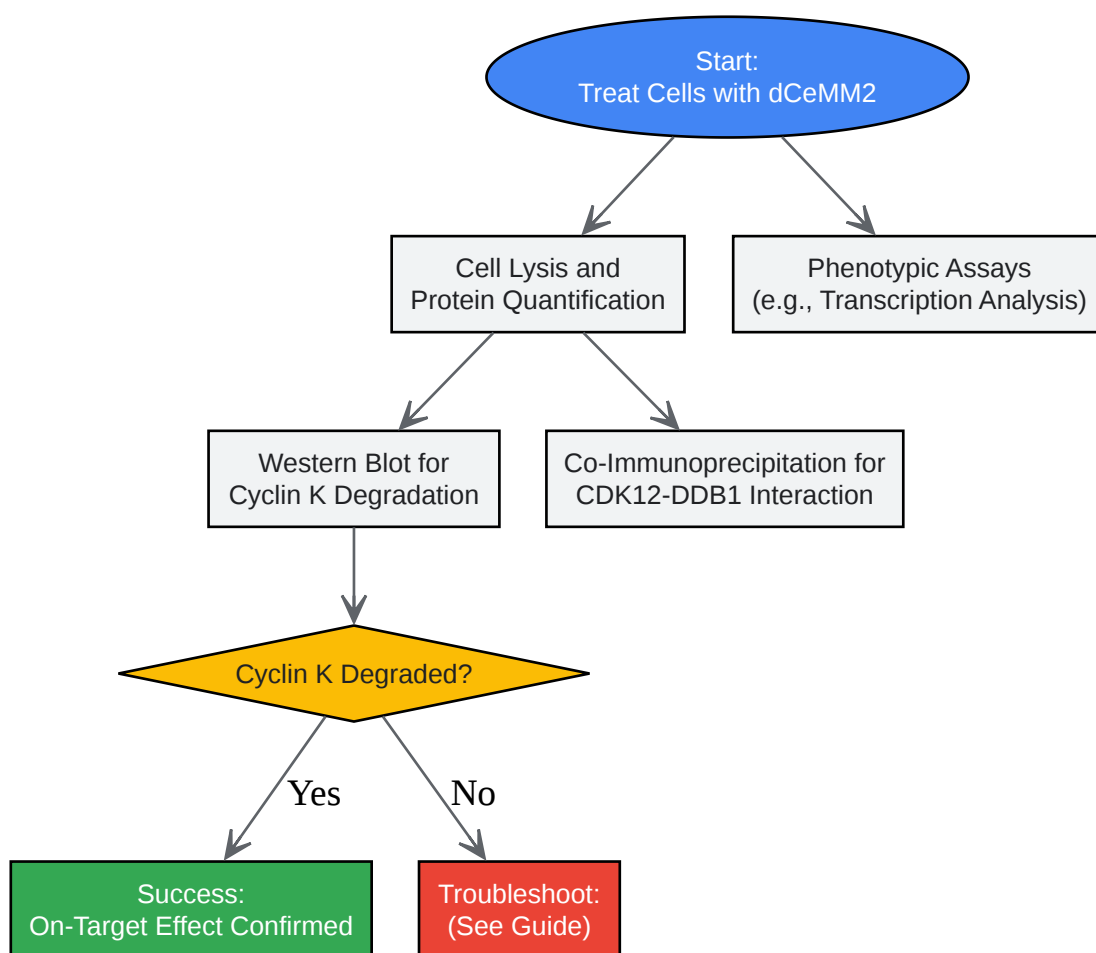 Start:
Treat Cells with dCeMM2
Cell Lysis and
Protein Quantification
Phenotypic Assays
(e.g., Transcription Analysis)
Western Blot for
Cyclin K Degradation
Co-Immunoprecipitation for
CDK12-DDB1 Interaction
Cyclin K Degraded?
Yes
No
Success:
On-Target Effect Confirmed
Troubleshoot:
(See Guide)